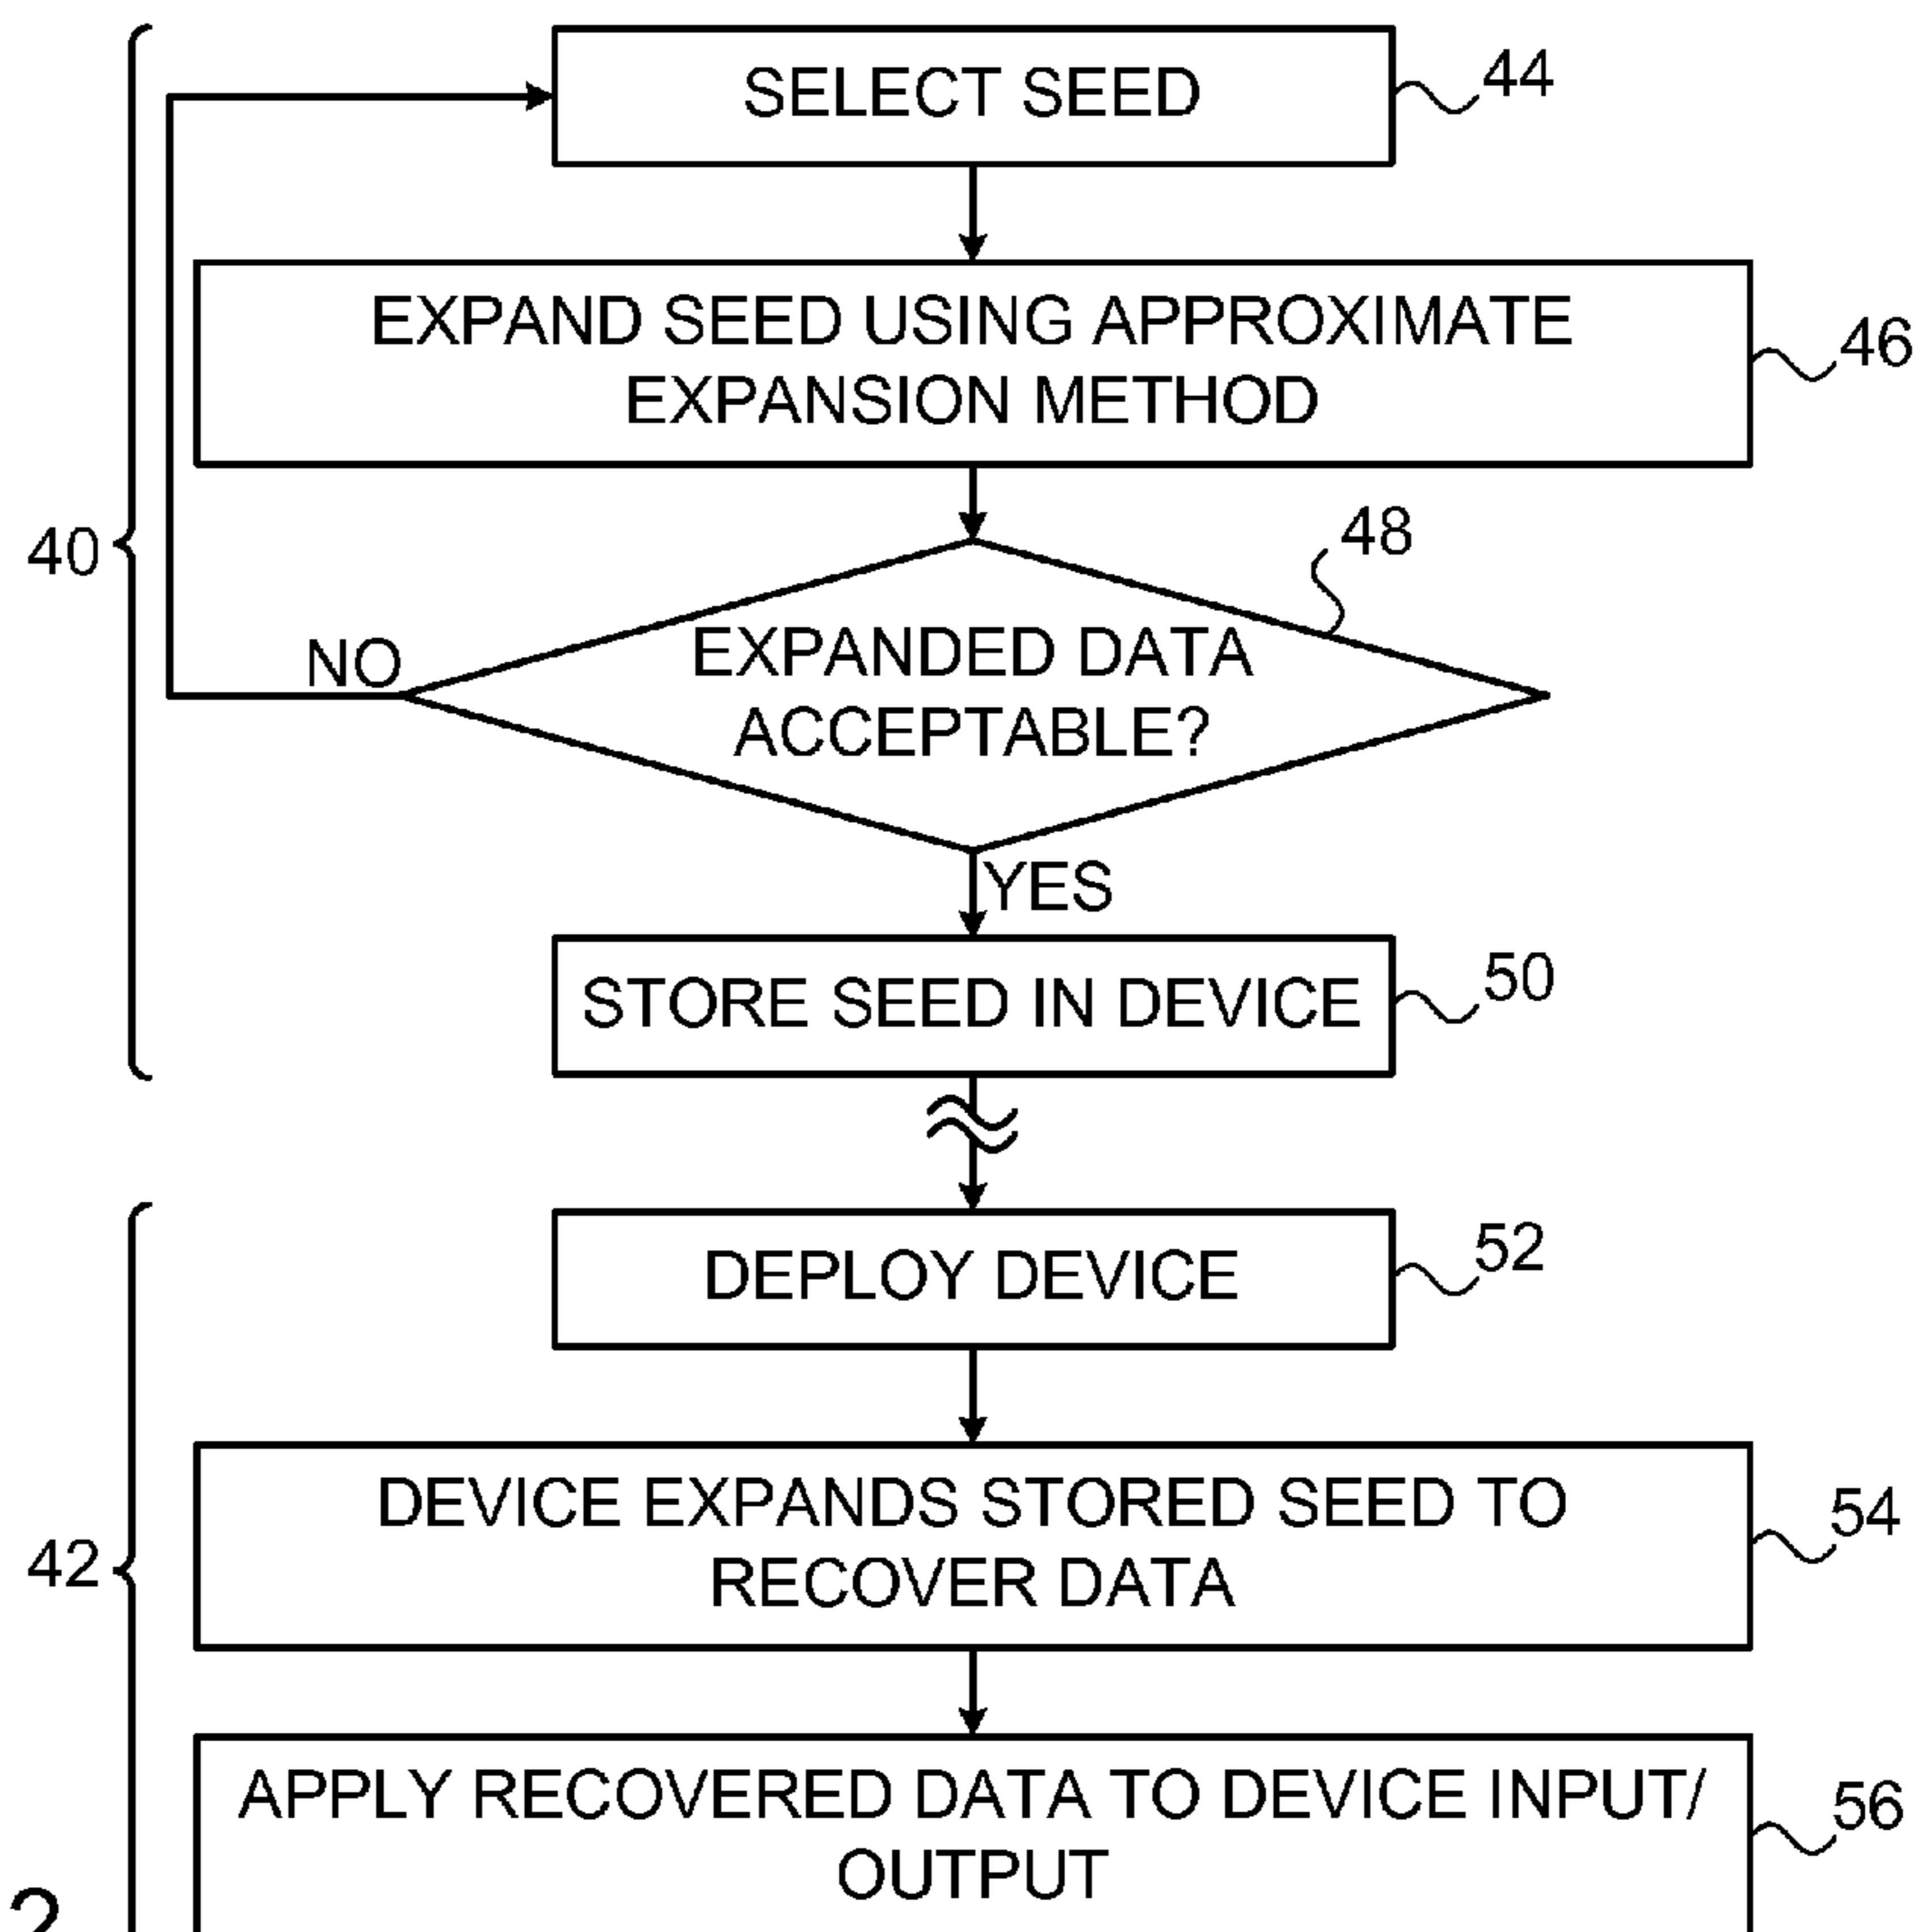 SELECT SEED
44
EXPAND SEED USING APPROXIMATE
EXPANSION METHOD
46
40
48
NO
EXPANDED DATA
ACCEPTABLE?
YES
STORE SEED IN DEVICE
50
DEPLOY DEVICE
52
42
DEVICE EXPANDS STORED SEED TO
RECOVER DATA
54
APPLY RECOVERED DATA TO DEVICE INPUT/
OUTPUT
56
2